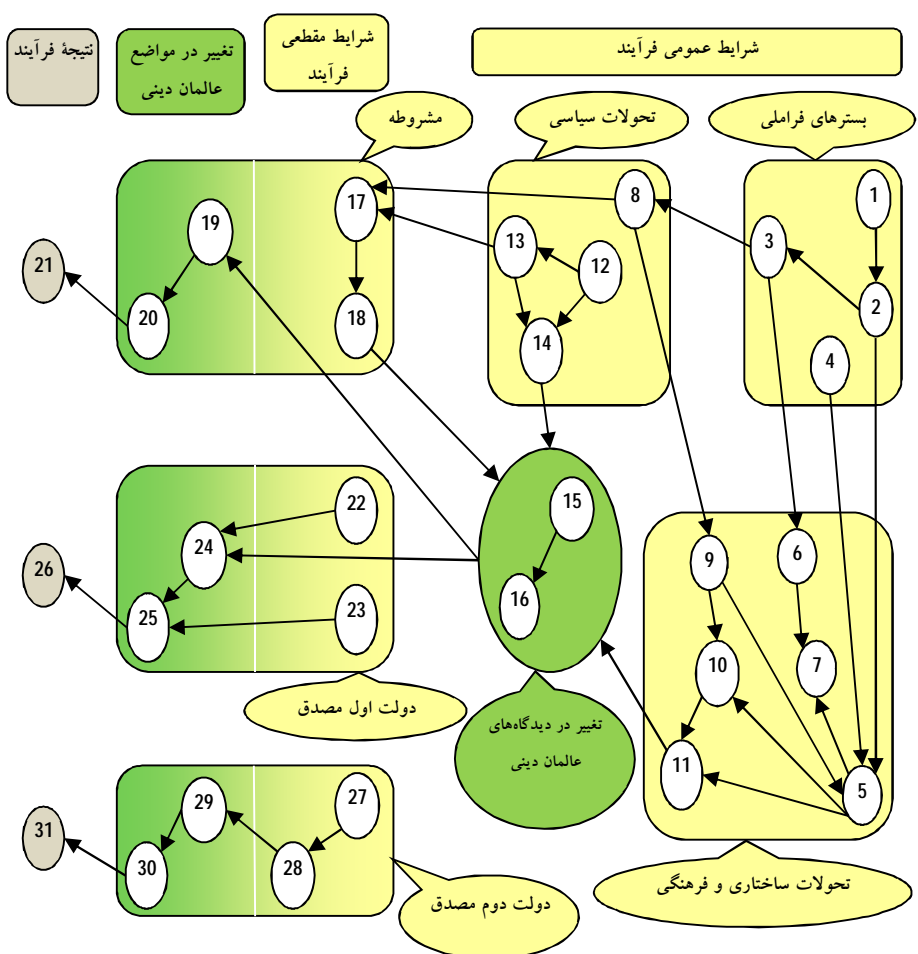 شرایط عمومی فرآیند
شرایط مقطعی
فرآیند
تغییر در مواضع
عالمان دینی
نتیجهٔ فرآیند
بسترهای فراملی
تحولات سیاسی
مشروطه
1
2
3
4
8
12
13
14
17
18
19
20
21
15
16
تغییر در دیدگاه‌های
عالمان دینی
6
9
7
10
11
5
تحولات ساختاری و فرهنگی
22
23
24
25
26
دولت اول مصدق
27
28
29
30
31
دولت دوم مصدق